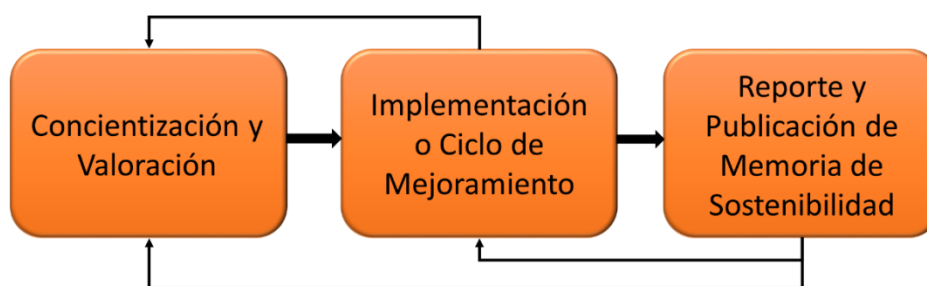 Concientización y
Valoración
Implementación
o Ciclo de
Mejoramiento
Reporte y
Publicación de
Memoria de
Sostenibilidad